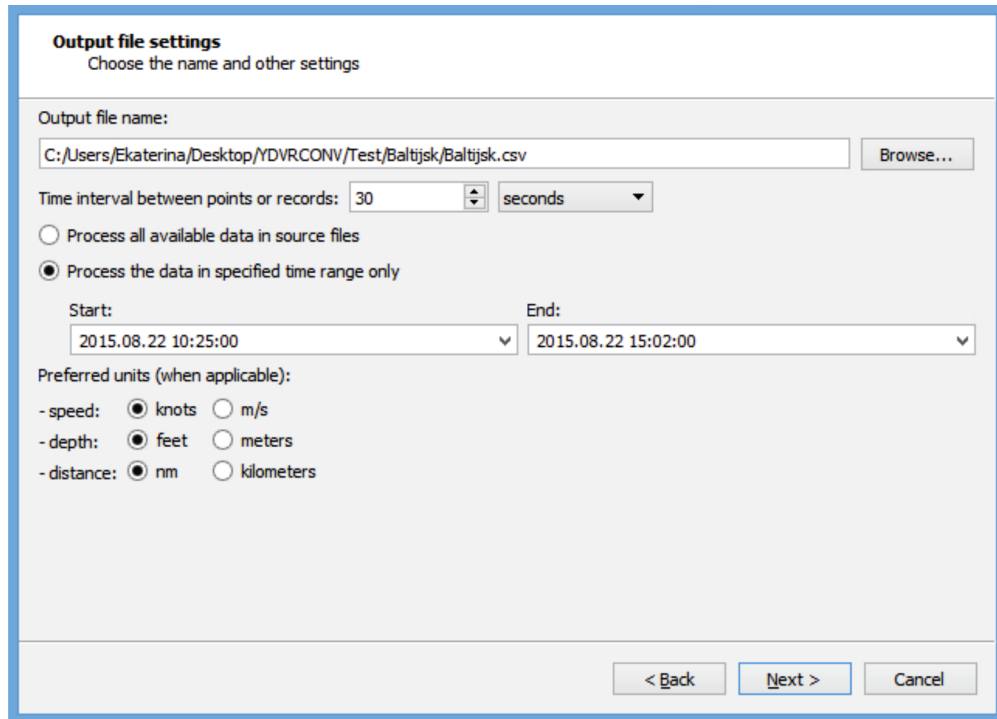 Output file settings
Choose the name and other settings
Output file name:
C:/Users/Ekaterina/Desktop/YDVRCONV/Test/Baltijsk/Baltijsk.csv Browse...
Time interval between points or records: 30 seconds
Process all available data in source files
Process the data in specified time range only
Start: End:
2015.08.22 10:25:00 2015.08.22 15:02:00
Preferred units (when applicable):
- speed: knots m/s
- depth: feet meters
- distance: nm kilometers
< Back Next > Cancel